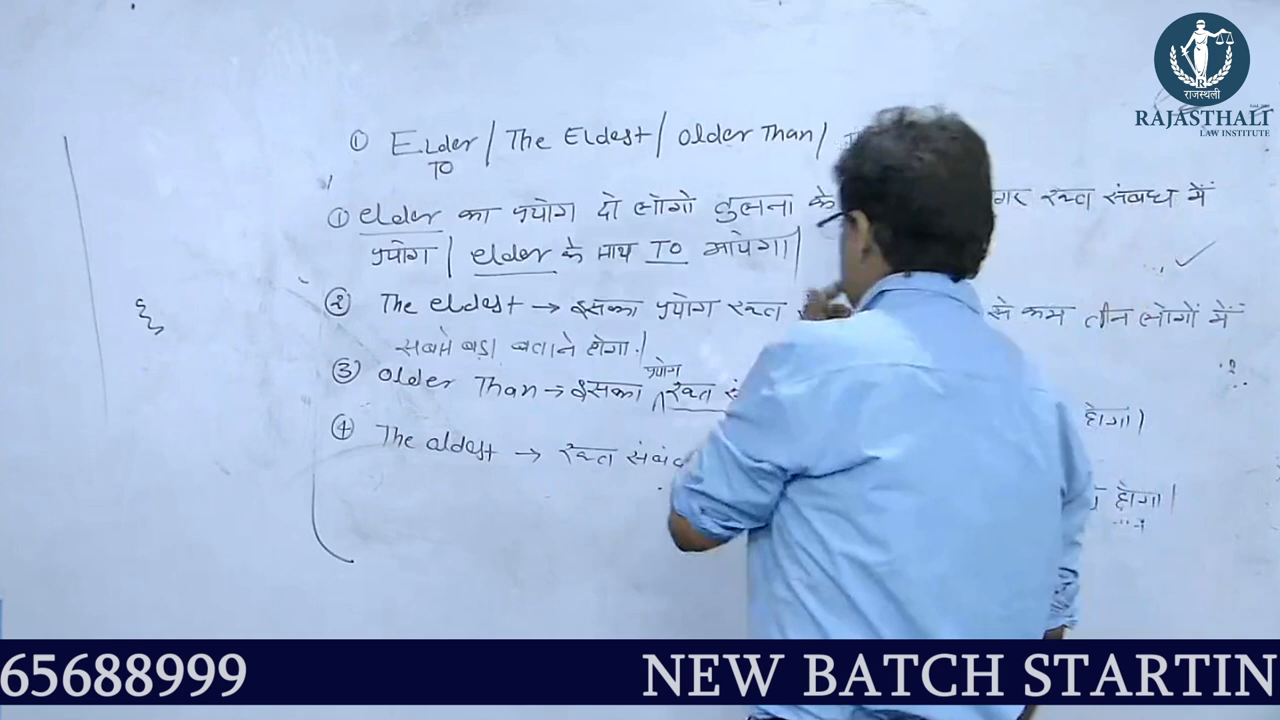 राजस्थली
RAJASTHALI
LAW INSTITUTE
① Elder / The Eldest / Older Than /
TO
① elder का प्रयोग दो लोगो तुलना के गर रक्त संबंध में
प्रयोग | elder के साथ TO आयेगा|
② The eldest → इसका प्रयोग रक्त से कम तीन लोगों में
सबसे बड़ा बताने होगा|
प्रयोग
③ Older Than → इसका रक्त होगा|
④ The oldest → रक्त संबंध होगा|
65688999 NEW BATCH STARTIN